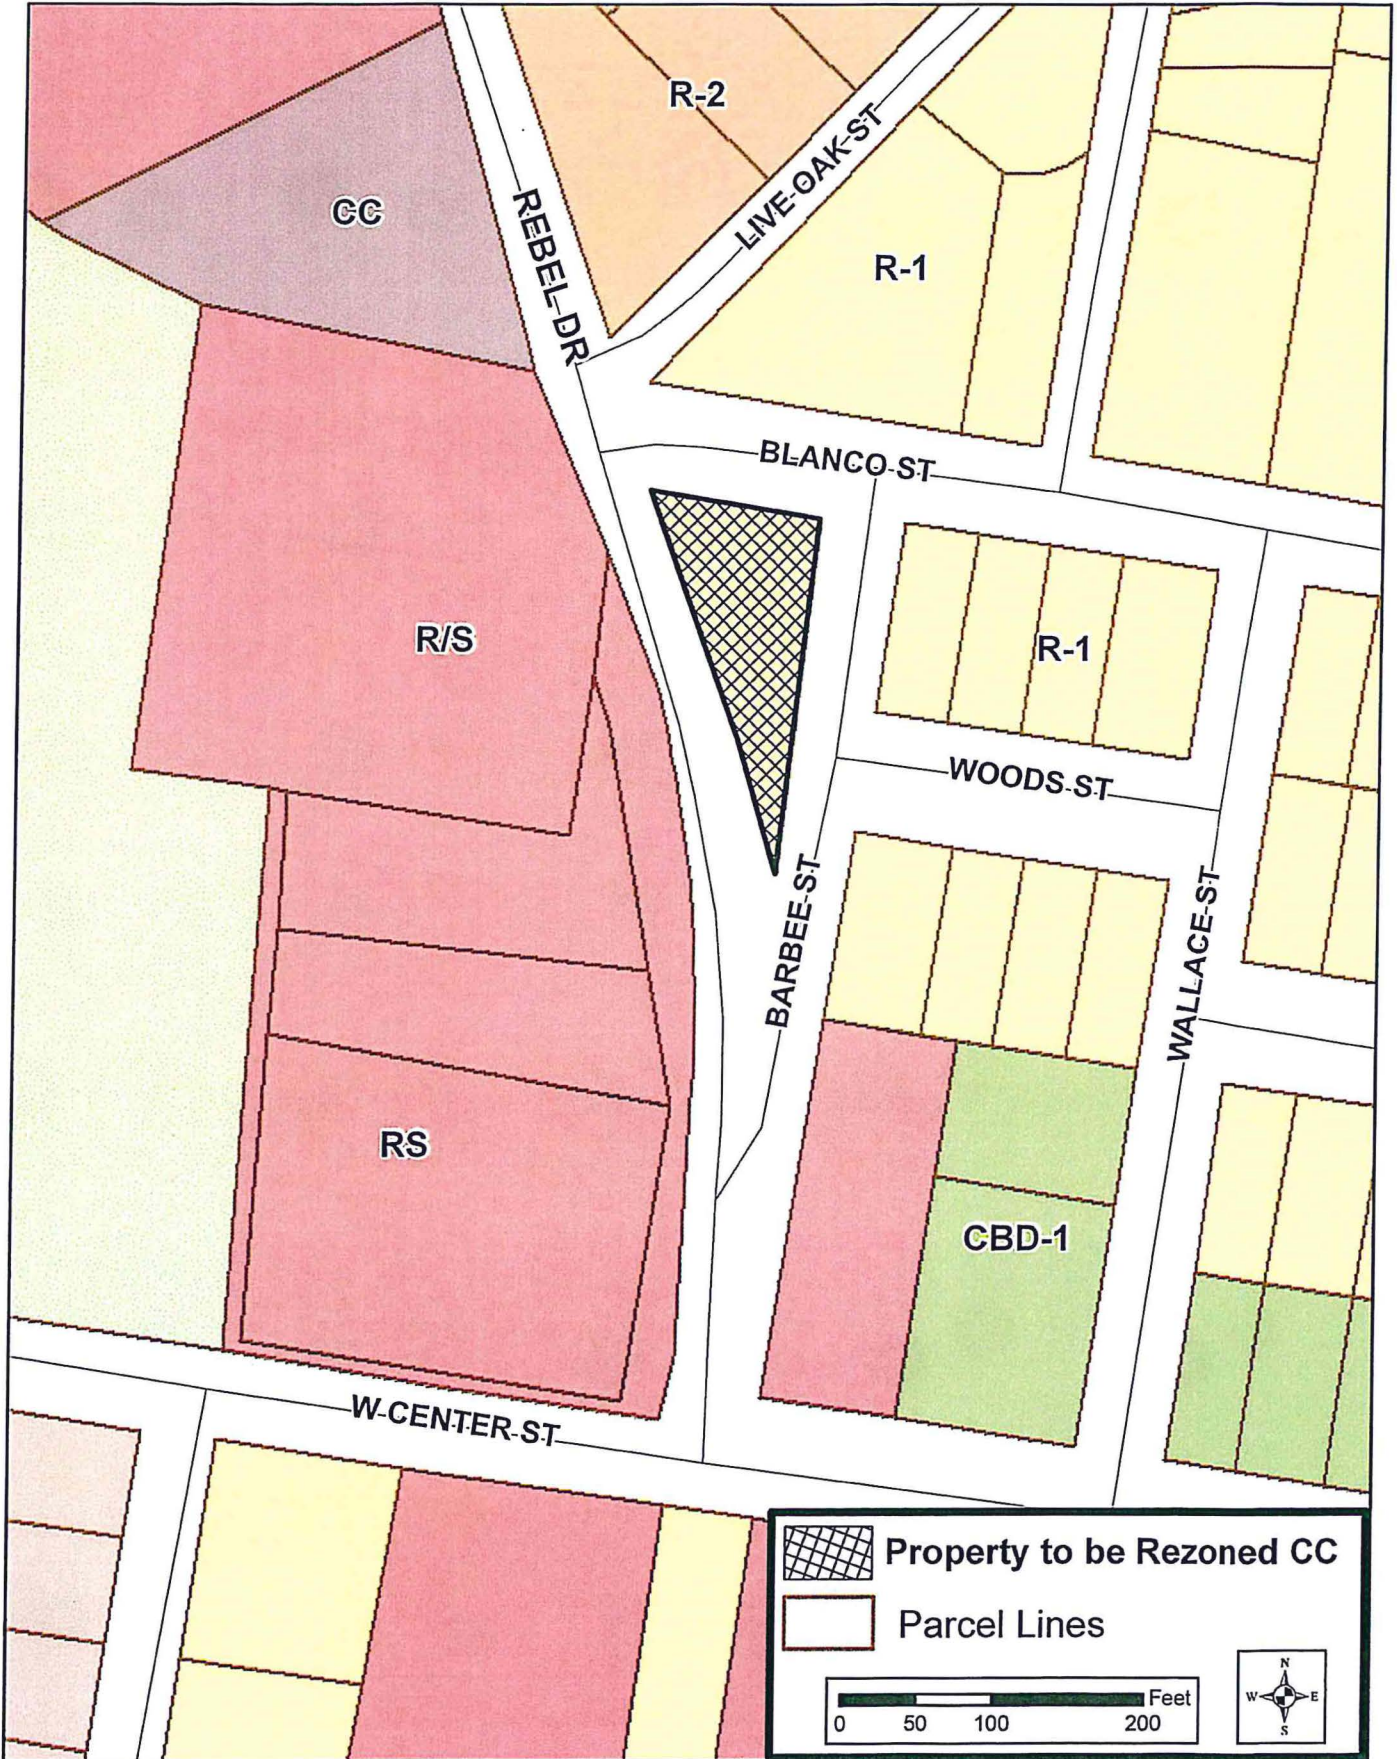 R-2
LIVE OAK ST
CC
REBEL DR
R-1
BLANCO ST
R/S
R-1
WOODS ST
BARBEE ST
WALLACE ST
RS
CBD-1
W CENTER ST
Property to be Rezoned CC
Parcel Lines
Feet
0 50 100 200
N
W E
S